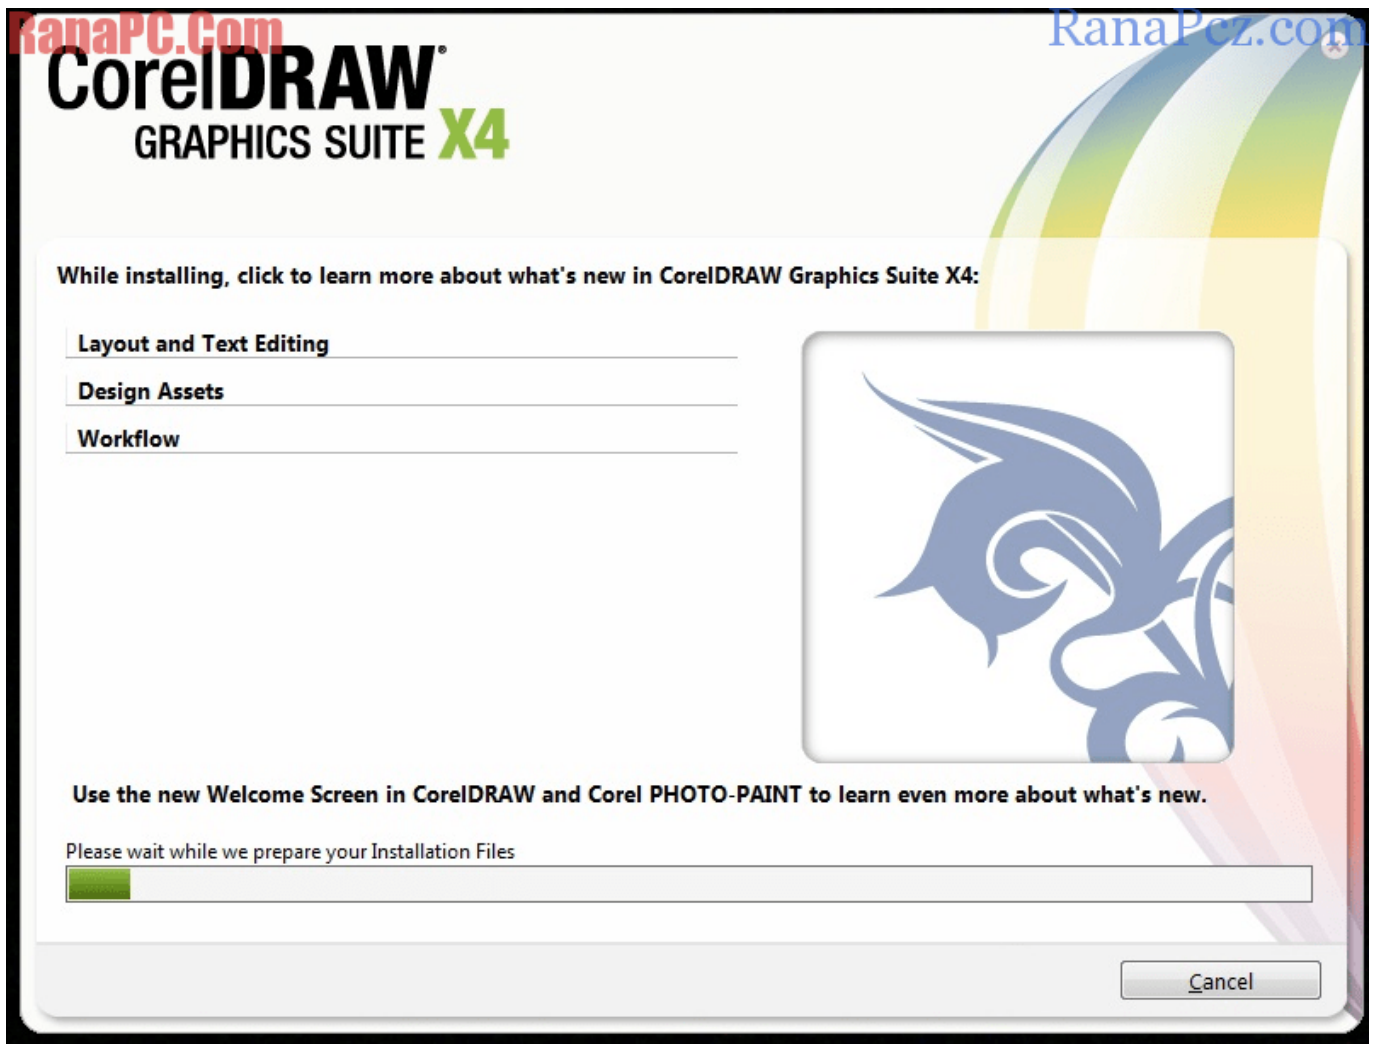 RanaPC.Com
RanaPcz.com
CorelDRAW®
GRAPHICS SUITE X4
While installing, click to learn more about what's new in CorelDRAW Graphics Suite X4:
Layout and Text Editing
Design Assets
Workflow
Use the new Welcome Screen in CorelDRAW and Corel PHOTO-PAINT to learn even more about what's new.
Please wait while we prepare your Installation Files
Cancel